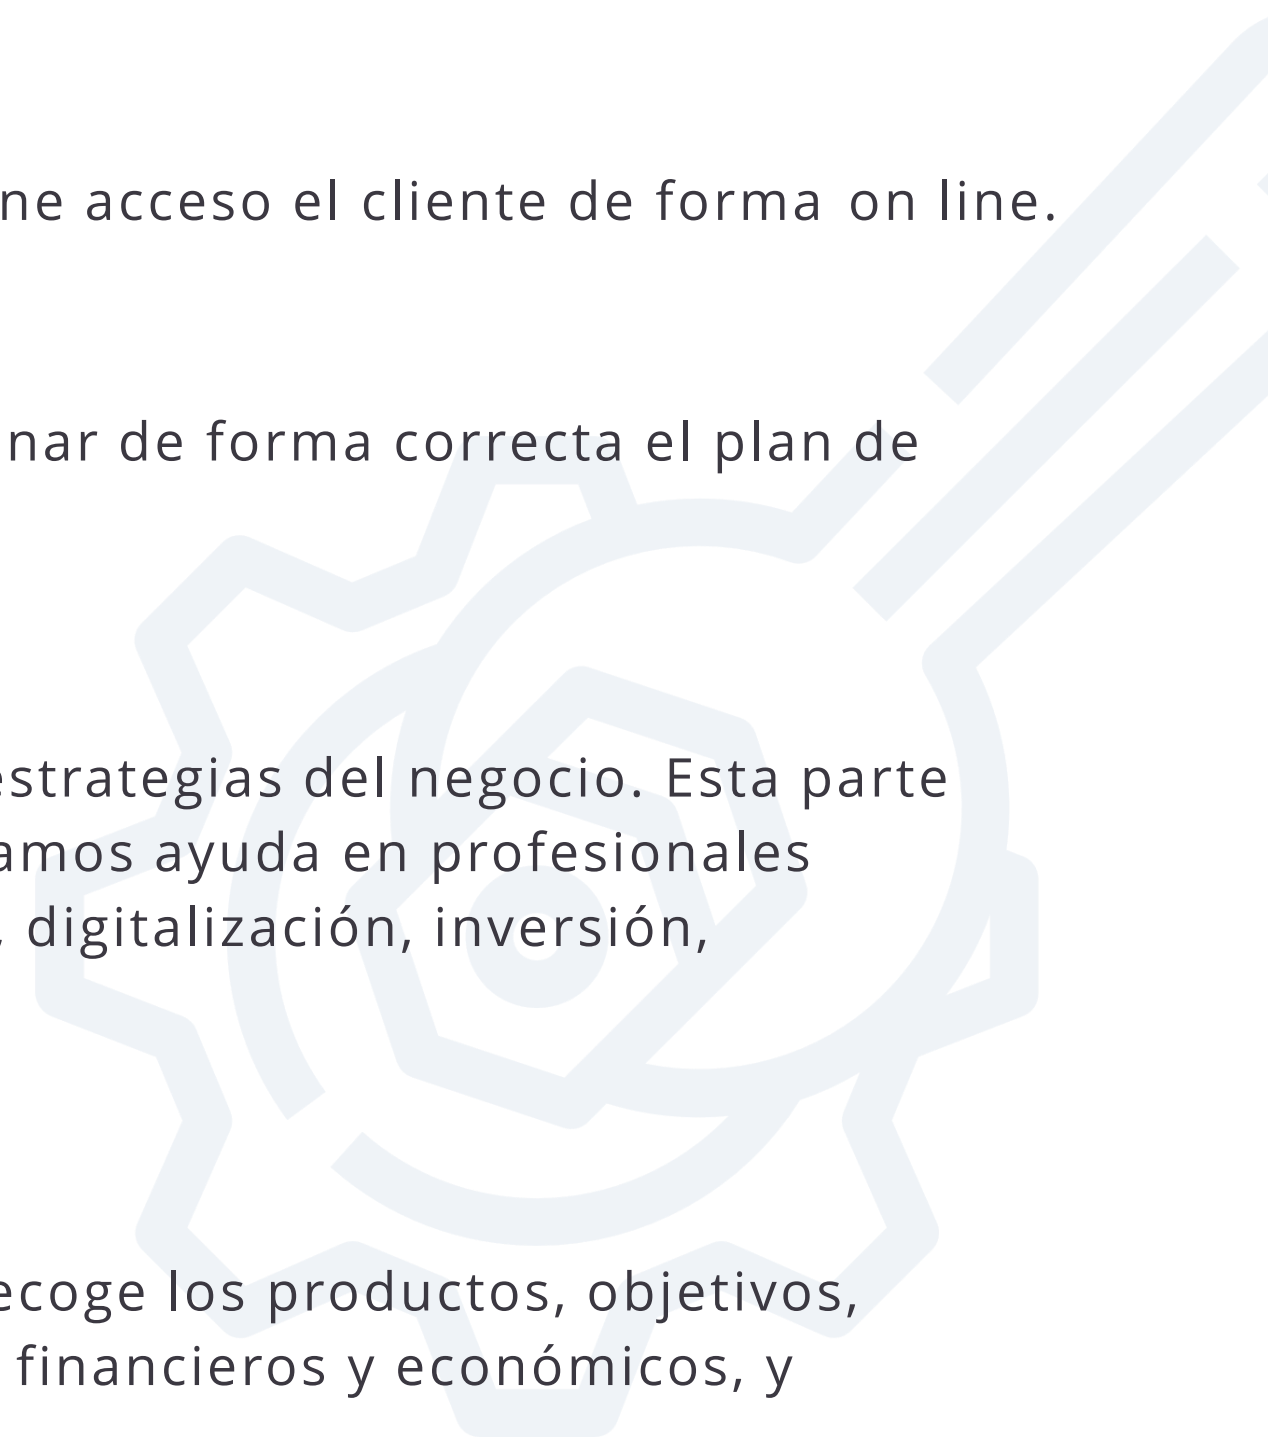 ne acceso el cliente de forma on line.
nar de forma correcta el plan de
estrategias del negocio. Esta parte
amos ayuda en profesionales
, digitalización, inversión,
ecoge los productos, objetivos,
financieros y económicos, y